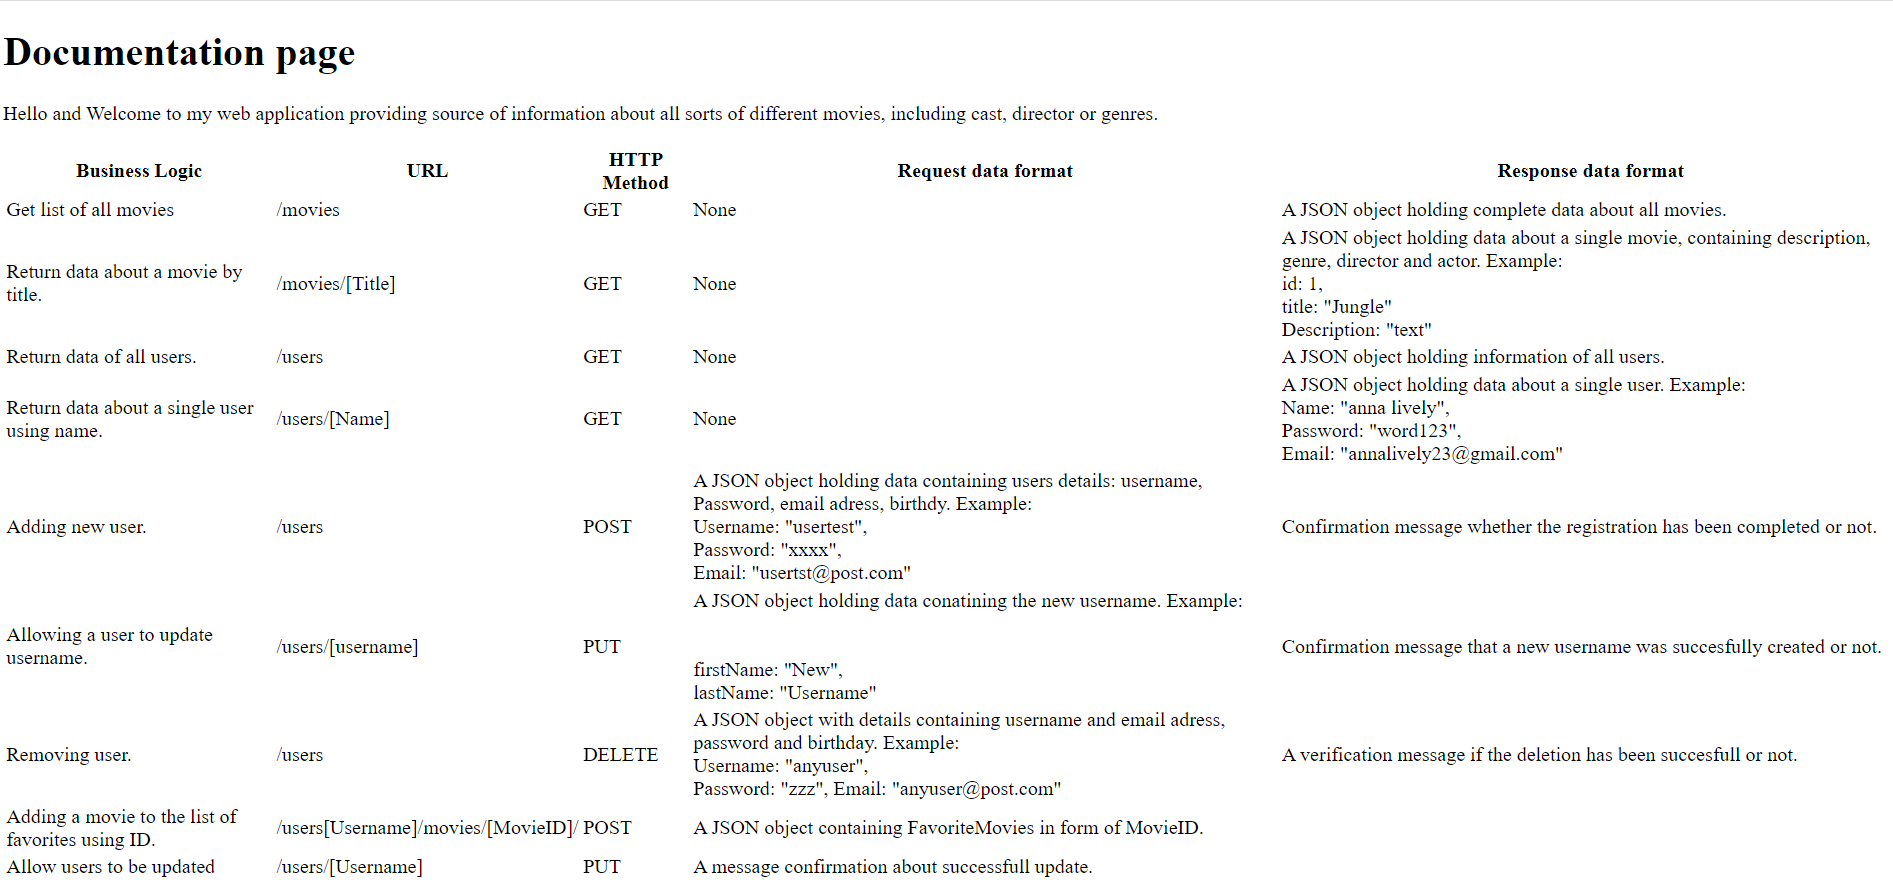 Documentation page
Hello and Welcome to my web application providing source of information about all sorts of different movies, including cast, director or genres.
Business Logic URL HTTP Method Request data format Response data format
Get list of all movies /movies GET None A JSON object holding complete data about all movies.
Return data about a movie by
title.
/movies/[Title] GET None
A JSON object holding data about a single movie, containing description,
genre, director and actor. Example:
id: 1,
title: "Jungle"
Description: "text"
Return data of all users. /users GET None A JSON object holding information of all users.
Return data about a single user
using name.
/users/[Name] GET None
A JSON object holding data about a single user. Example:
Name: "anna lively",
Password: "word123",
Email: "annalively23@gmail.com"
Adding new user. /users POST
A JSON object holding data containing users details: username,
Password, email adress, birthdy. Example:
Username: "usertest",
Password: "xxxx",
Email: "usertst@post.com"
Confirmation message whether the registration has been completed or not.
Allowing a user to update
username.
/users/[username] PUT
A JSON object holding data conatining the new username. Example:
firstName: "New",
lastName: "Username"
Confirmation message that a new username was succesfully created or not.
Removing user. /users DELETE
A JSON object with details containing username and email adress,
password and birthday. Example:
Username: "anyuser",
Password: "zzz", Email: "anyuser@post.com"
A verification message if the deletion has been succesfull or not.
Adding a movie to the list of
favorites using ID.
/users[Username]/movies/[MovieID]/ POST A JSON object containing FavoriteMovies in form of MovieID.
Allow users to be updated /users/[Username] PUT A message confirmation about successfull update.